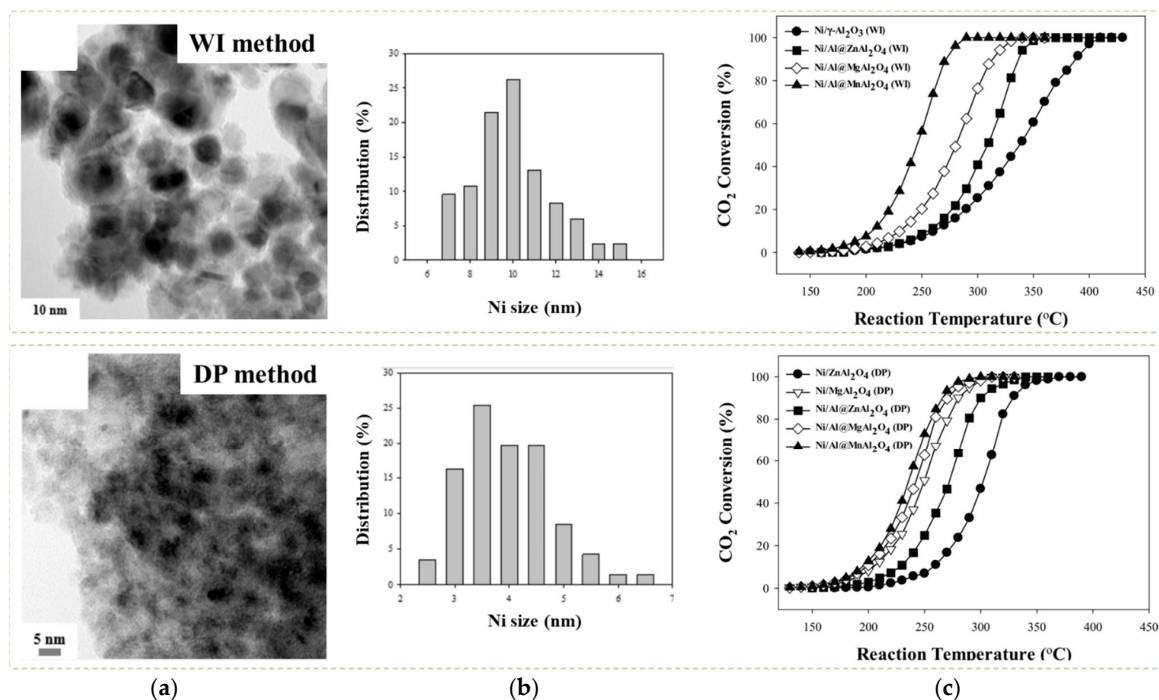 WI method
10 nm
Distribution (%)
30
25
20
15
10
5
0
6 8 10 12 14 16
Ni size (nm)
CO₂ Conversion (%)
100
80
60
40
20
0
Ni/γ-Al₂O₃ (WI)
Ni/Al@ZnAl₂O₄ (WI)
Ni/Al@MgAl₂O₄ (WI)
Ni/Al@MnAl₂O₄ (WI)
150 200 250 300 350 400 450
Reaction Temperature (°C)
DP method
5 nm
Distribution (%)
30
25
20
15
10
5
0
2 3 4 5 6 7
Ni size (nm)
CO₂ Conversion (%)
100
80
60
40
20
0
Ni/ZnAl₂O₄ (DP)
Ni/MgAl₂O₄ (DP)
Ni/Al@ZnAl₂O₄ (DP)
Ni/Al@MgAl₂O₄ (DP)
Ni/Al@MnAl₂O₄ (DP)
150 200 250 300 350 400 450
Reaction Temperature (°C)
(a) (b) (c)